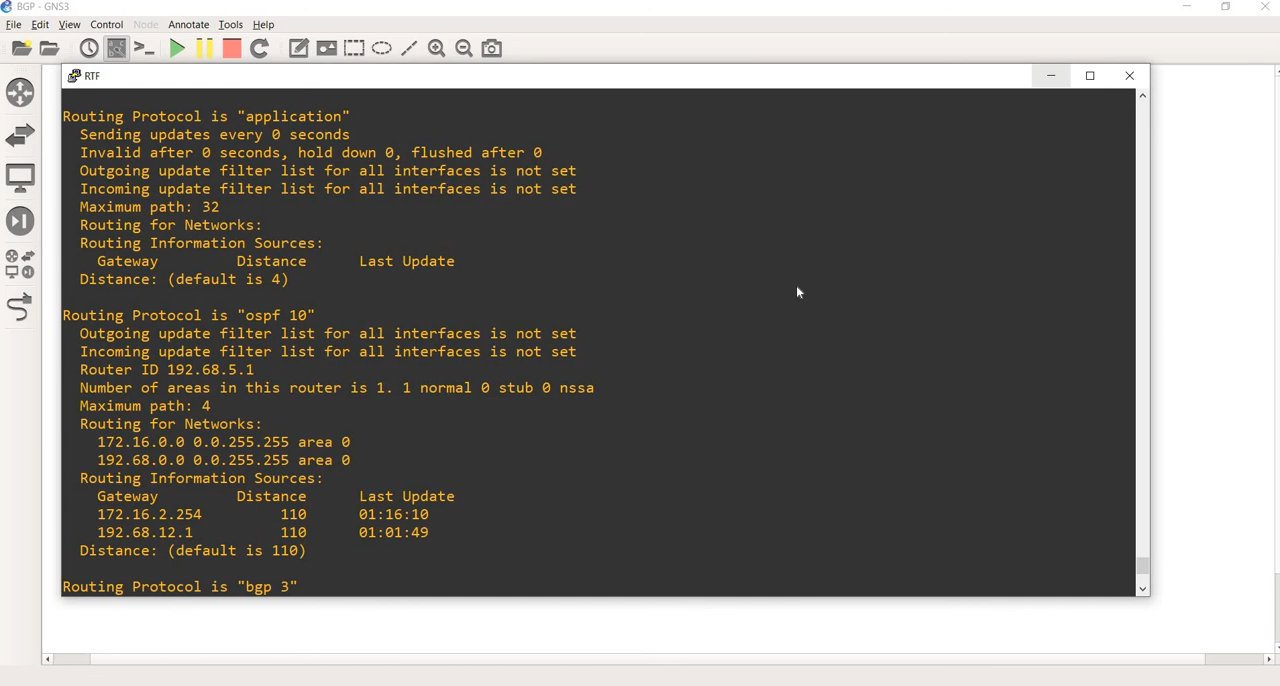 BGP - GNS3
File Edit View Control Node Annotate Tools Help
RTF
Routing Protocol is "application"
Sending updates every 0 seconds
Invalid after 0 seconds, hold down 0, flushed after 0
Outgoing update filter list for all interfaces is not set
Incoming update filter list for all interfaces is not set
Maximum path: 32
Routing for Networks:
Routing Information Sources:
Gateway Distance Last Update
Distance: (default is 4)
Routing Protocol is "ospf 10"
Outgoing update filter list for all interfaces is not set
Incoming update filter list for all interfaces is not set
Router ID 192.68.5.1
Number of areas in this router is 1. 1 normal 0 stub 0 nssa
Maximum path: 4
Routing for Networks:
172.16.0.0 0.0.255.255 area 0
192.68.0.0 0.0.255.255 area 0
Routing Information Sources:
Gateway Distance Last Update
172.16.2.254 110 01:16:10
192.68.12.1 110 01:01:49
Distance: (default is 110)
Routing Protocol is "bgp 3"